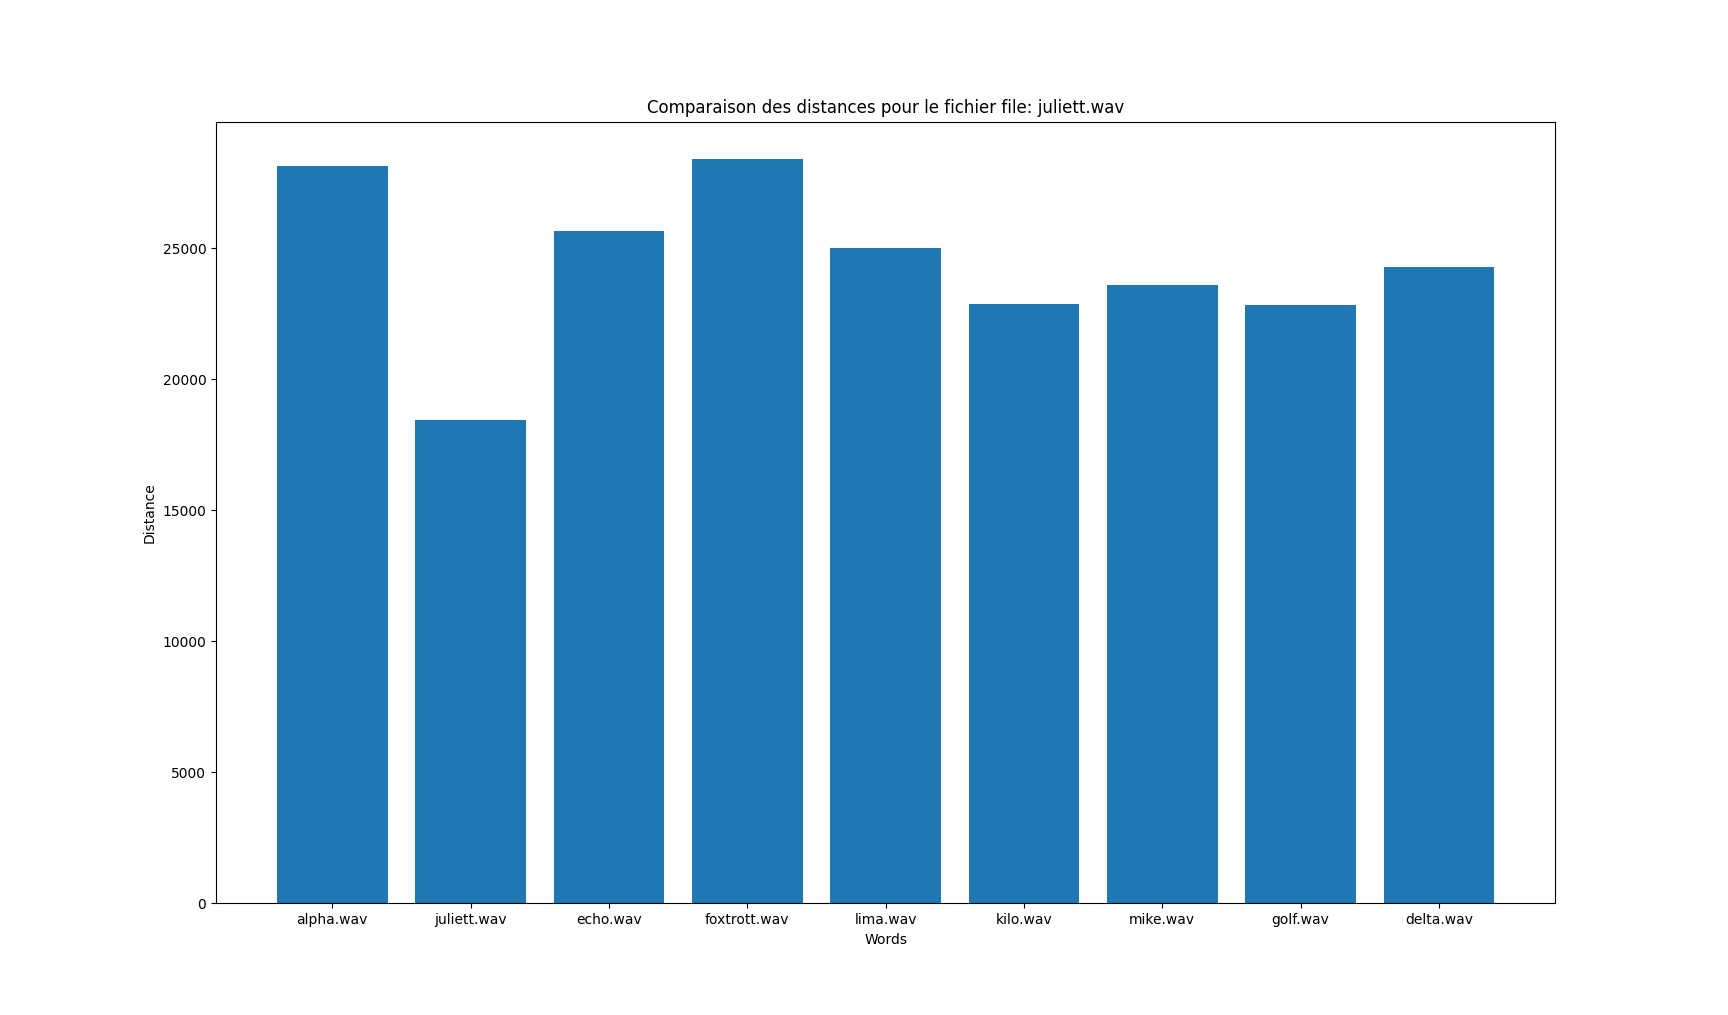 Comparaison des distances pour le fichier file: juliett.wav
25000
20000
15000
10000
5000
0
Distance
alpha.wav juliett.wav echo.wav foxtrott.wav lima.wav kilo.wav mike.wav golf.wav delta.wav
Words